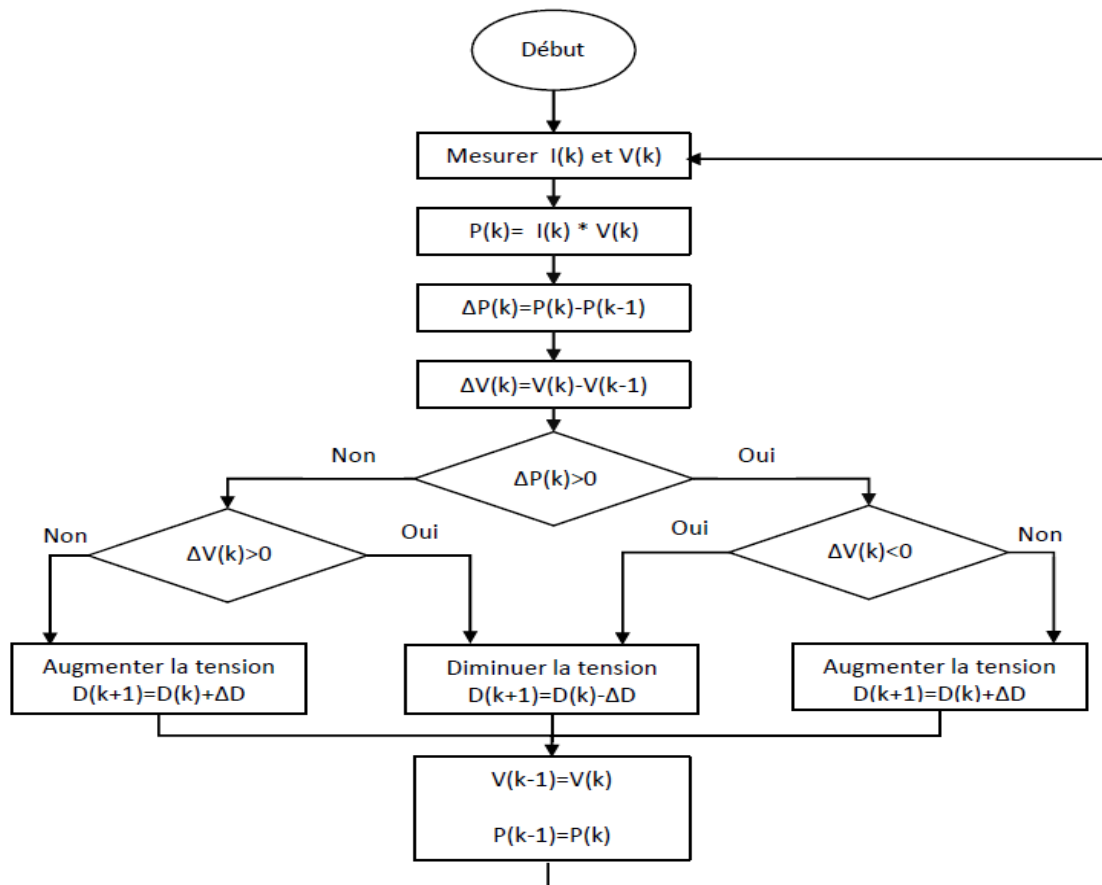 Début
Mesurer I(k) et V(k)
P(k)= I(k) * V(k)
ΔP(k)=P(k)-P(k-1)
ΔV(k)=V(k)-V(k-1)
Non
Oui
ΔP(k)>0
Non
Oui
Oui
Non
ΔV(k)>0
ΔV(k)<0
Augmenter la tension
D(k+1)=D(k)+ΔD
Diminuer la tension
D(k+1)=D(k)-ΔD
Augmenter la tension
D(k+1)=D(k)+ΔD
V(k-1)=V(k)
P(k-1)=P(k)